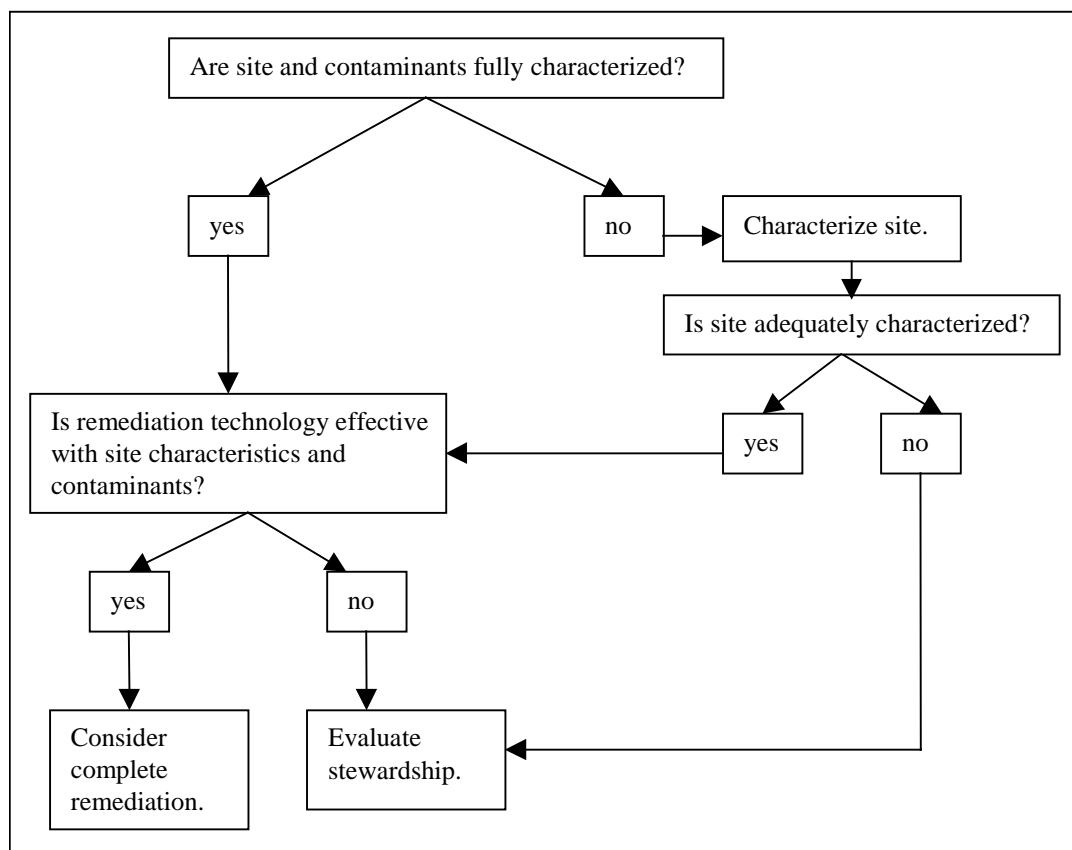 Are site and contaminants fully characterized?
yes
no
Characterize site.
Is site adequately characterized?
Is remediation technology effective
with site characteristics and
contaminants?
yes
no
yes
no
Consider
complete
remediation.
Evaluate
stewardship.